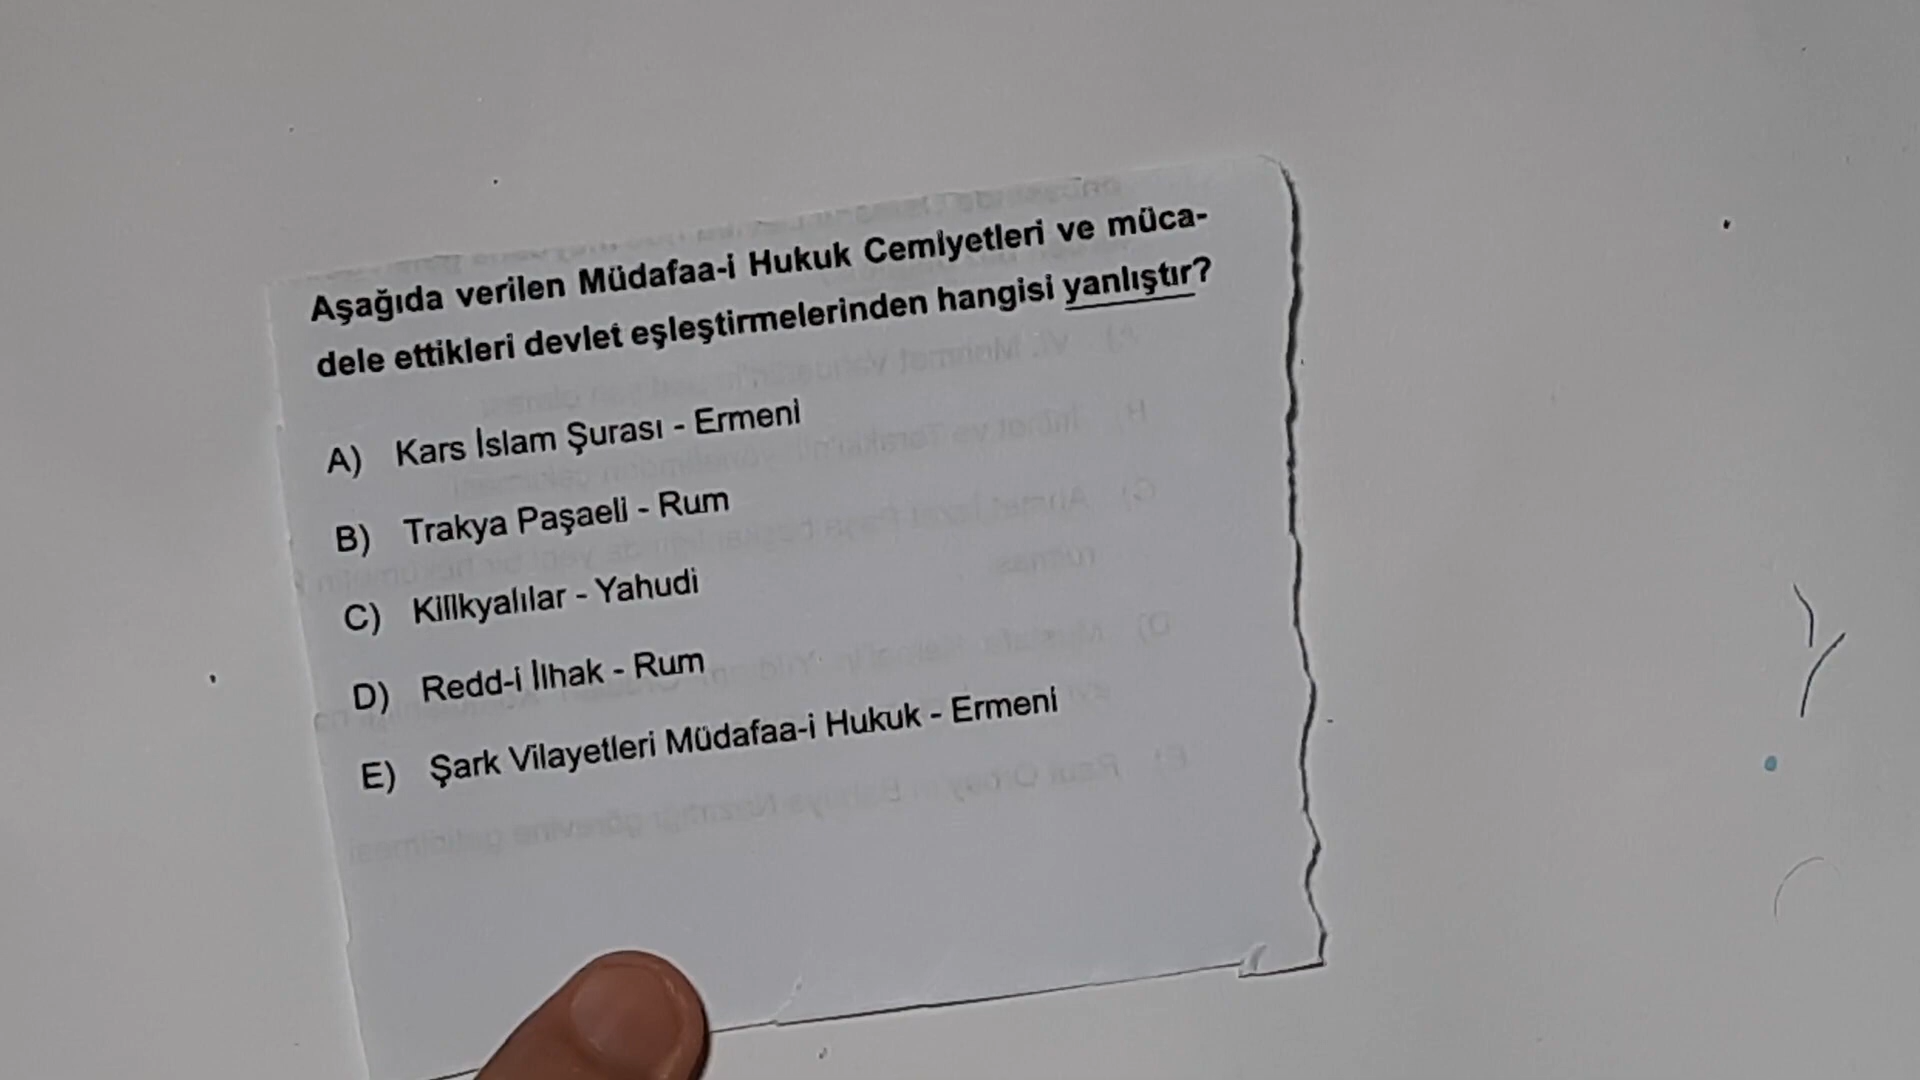 Aşağıda verilen Müdafaa-i Hukuk Cemiyetleri ve müca-
dele ettikleri devlet eşleştirmelerinden hangisi yanlıştır?
A) Kars İslam Şurası - Ermeni
B) Trakya Paşaeli - Rum
C) Kilikyalılar - Yahudi
D) Redd-i İlhak - Rum
E) Şark Vilayetleri Müdafaa-i Hukuk - Ermeni